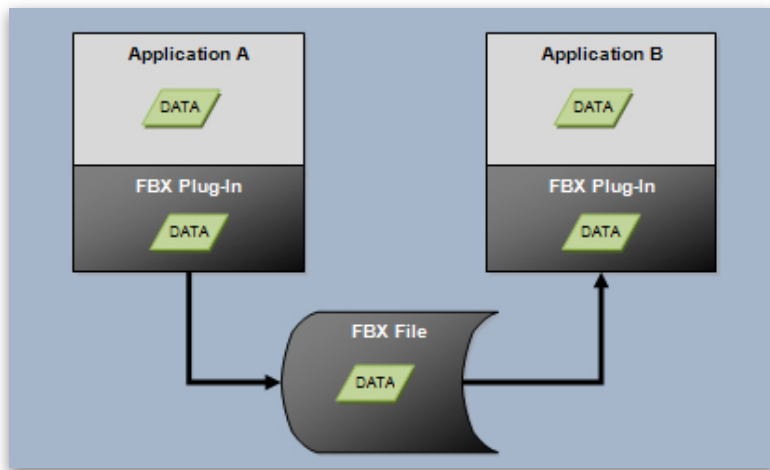 Application A
DATA
FBX Plug-In
DATA
Application B
DATA
FBX Plug-In
DATA
FBX File
DATA